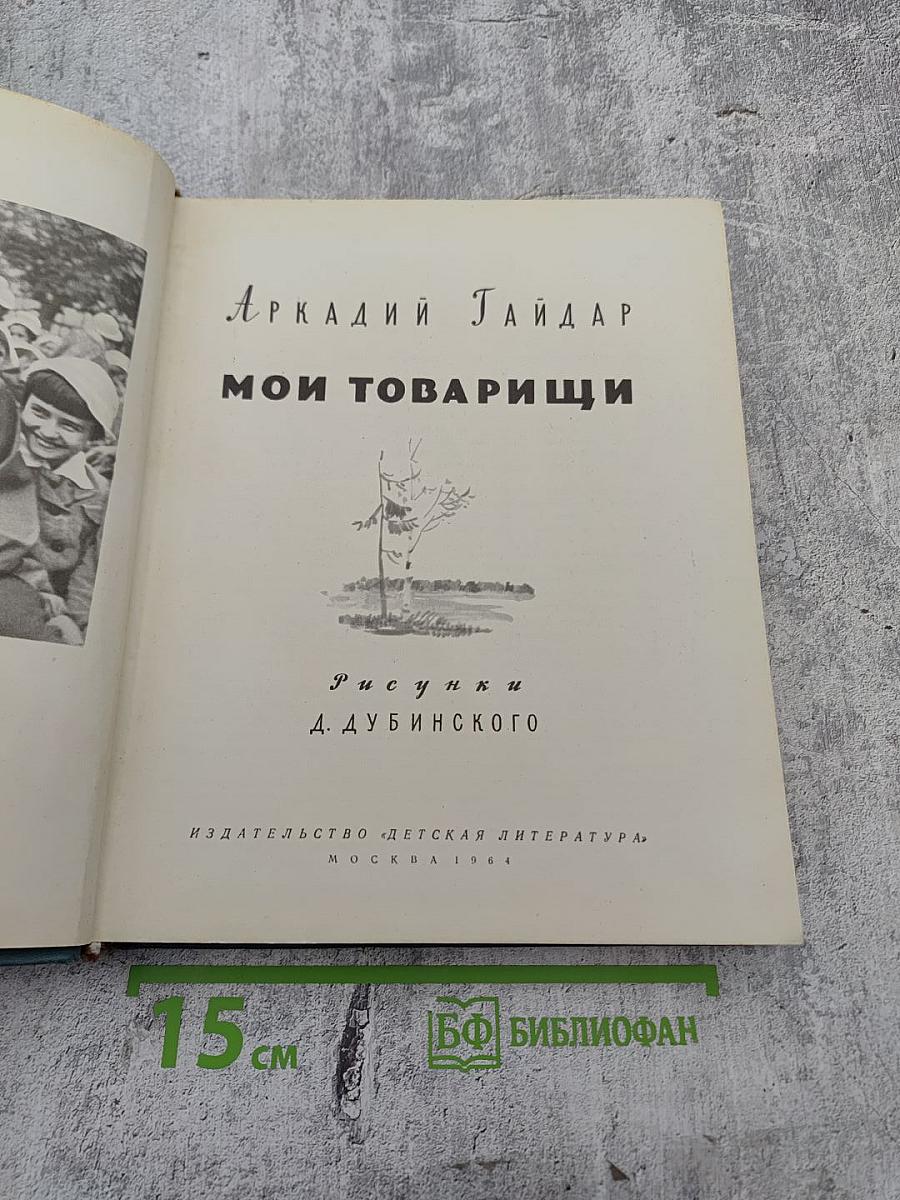 Аркадий Гайдар
МОИ ТОВАРИЩИ
Рисунки
Д. ДУБИНСКОГО
ИЗДАТЕЛЬСТВО «ДЕТСКАЯ ЛИТЕРАТУРА»
МОСКВА 1964
15 см
БФ БИБЛИОФАН